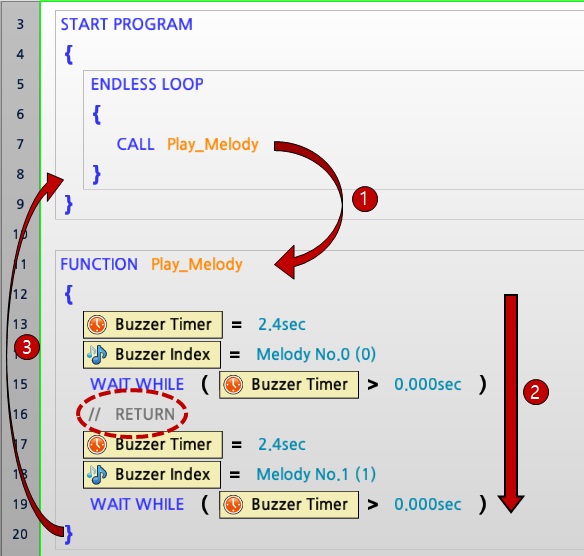 3 START PROGRAM
4 {
5 ENDLESS LOOP
6 {
7 CALL Play_Melody
8 }
1
9 }
10
11 FUNCTION Play_Melody
12 {
13 Buzzer Timer = 2.4sec
3
Buzzer Index = Melody No.0 (0)
15 WAIT WHILE ( Buzzer Timer > 0.000sec )
2
16 // RETURN
17 Buzzer Timer = 2.4sec
18 Buzzer Index = Melody No.1 (1)
19 WAIT WHILE ( Buzzer Timer > 0.000sec )
20 }